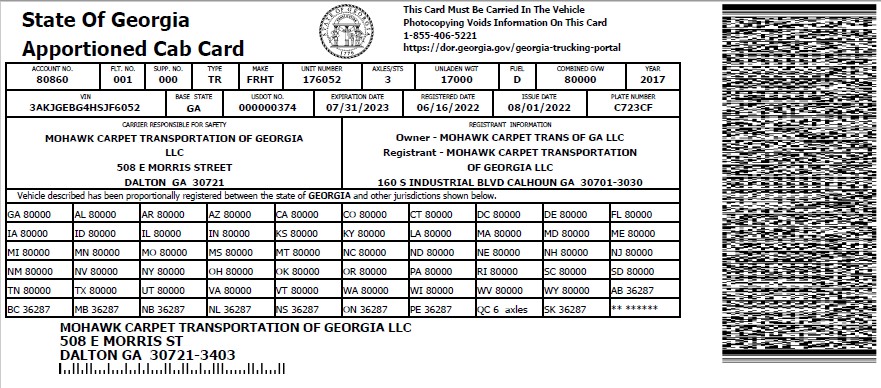 State Of Georgia
Apportioned Cab Card
This Card Must Be Carried In The Vehicle
Photocopying Voids Information On This Card
1-855-406-5221
https://dor.georgia.gov/georgia-trucking-portal
ACCOUNT NO. FLT. NO. SUPP. NO. TYPE MAKE UNIT NUMBER AXLES/STS UNLADEN WGT FUEL COMBINED GVW YEAR
80860 001 000 TR FRHT 176052 3 17000 D 80000 2017
VIN BASE STATE USDOT NO. EXPIRATION DATE REGISTERED DATE ISSUE DATE PLATE NUMBER
3AKJGEBG4HSJF6052 GA 000000374 07/31/2023 06/16/2022 08/01/2022 C723CF
CARRIER RESPONSIBLE FOR SAFETY
MOHAWK CARPET TRANSPORTATION OF GEORGIA
LLC
508 E MORRIS STREET
DALTON GA 30721
REGISTRANT INFORMATION
Owner - MOHAWK CARPET TRANS OF GA LLC
Registrant - MOHAWK CARPET TRANSPORTATION
OF GEORGIA LLC
160 S INDUSTRIAL BLVD CALHOUN GA 30701-3030
Vehicle described has been proportionally registered between the state of GEORGIA and other jurisdictions shown below.
GA 80000 AL 80000 AR 80000 AZ 80000 CA 80000 CO 80000 CT 80000 DC 80000 DE 80000 FL 80000
IA 80000 ID 80000 IL 80000 IN 80000 KS 80000 KY 80000 LA 80000 MA 80000 MD 80000 ME 80000
MI 80000 MN 80000 MO 80000 MS 80000 MT 80000 NC 80000 ND 80000 NE 80000 NH 80000 NJ 80000
NM 80000 NV 80000 NY 80000 OH 80000 OK 80000 OR 80000 PA 80000 RI 80000 SC 80000 SD 80000
TN 80000 TX 80000 UT 80000 VA 80000 VT 80000 WA 80000 WI 80000 WV 80000 WY 80000 AB 36287
BC 36287 MB 36287 NB 36287 NL 36287 NS 36287 ON 36287 PE 36287 QC 6 axles SK 36287 ** ******
MOHAWK CARPET TRANSPORTATION OF GEORGIA LLC
508 E MORRIS ST
DALTON GA 30721-3403